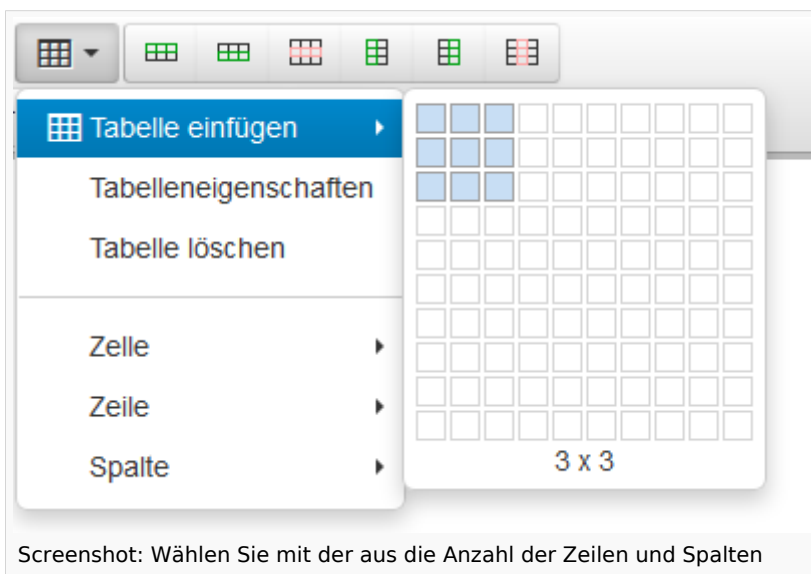 Tabelle einfügen
Tabelleneigenschaften
Tabelle löschen
Zelle
Zeile
Spalte
3 x 3
Screenshot: Wählen Sie mit der aus die Anzahl der Zeilen und Spalten